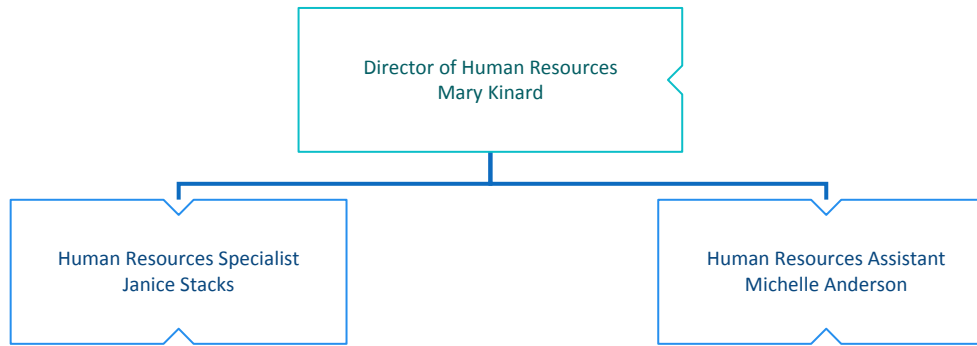 Director of Human Resources
Mary Kinard
Human Resources Specialist
Janice Stacks
Human Resources Assistant
Michelle Anderson